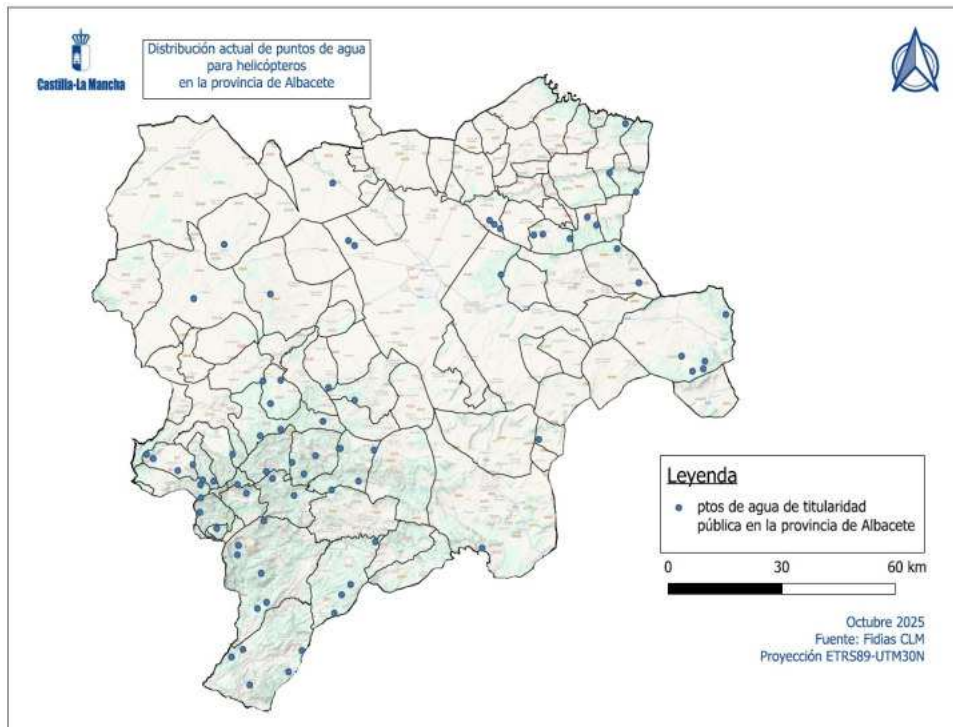 Castilla-La Mancha
Distribución actual de puntos de agua
para helicópteros
en la provincia de Albacete
Leyenda
ptos de agua de titularidad
pública en la provincia de Albacete
0 30 60 km
Octubre 2025
Fuente: Fidias CLM
Proyección ETRS89-UTM30N